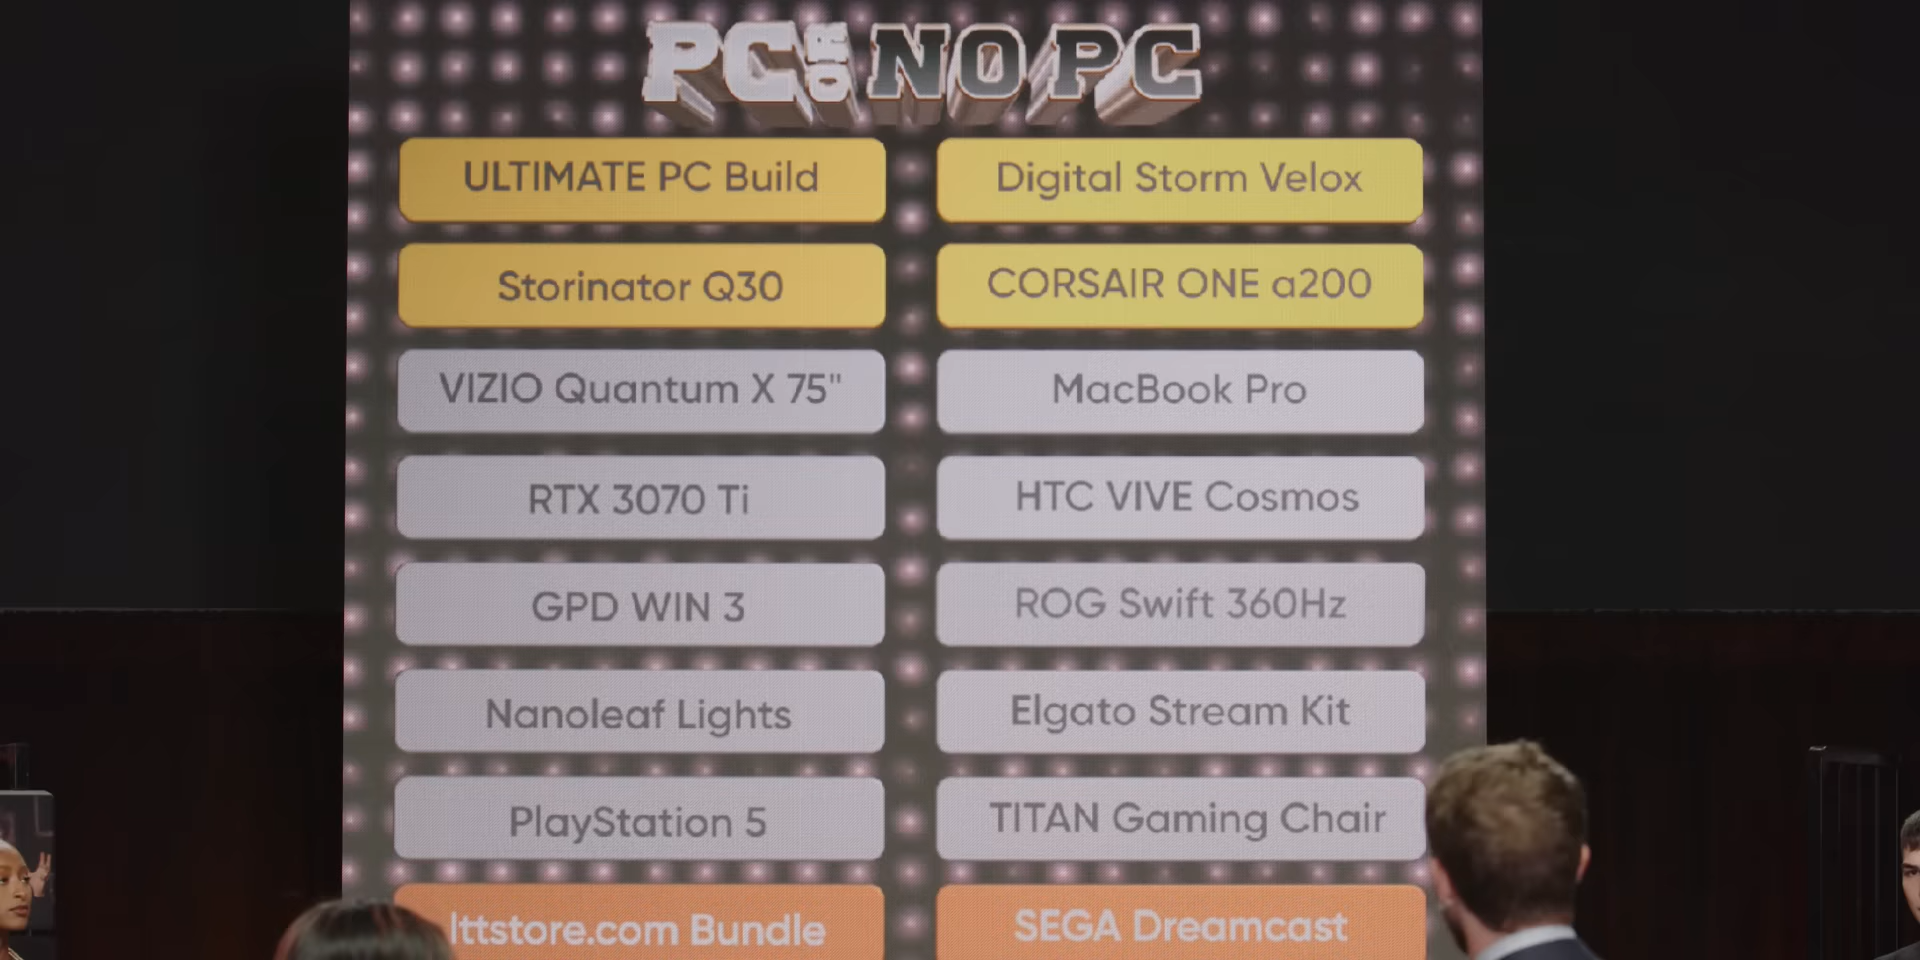 PC OR NO PC
ULTIMATE PC Build
Digital Storm Velox
Storinator Q30
CORSAIR ONE a200
VIZIO Quantum X 75"
MacBook Pro
RTX 3070 Ti
HTC VIVE Cosmos
GPD WIN 3
ROG Swift 360Hz
Nanoleaf Lights
Elgato Stream Kit
PlayStation 5
TITAN Gaming Chair
lttstore.com Bundle
SEGA Dreamcast